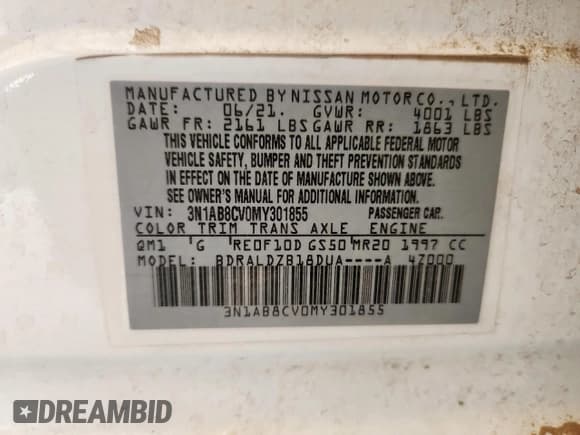 MANUFACTURED BY NISSAN MOTOR CO., LTD.
DATE: 06/21. GVWR: 4001 LBS
GAWR FR: 2161 LBS GAWR RR: 1863 LBS
THIS VEHICLE CONFORMS TO ALL APPLICABLE FEDERAL MOTOR
VEHICLE SAFETY, BUMPER AND THEFT PREVENTION STANDARDS
IN EFFECT ON THE DATE OF MANUFACTURE SHOWN ABOVE.
SEE OWNER'S MANUAL FOR ADDITIONAL INFORMATION.
VIN: 3N1AB8CV0MY301855 PASSENGER CAR.
COLOR TRIM TRANS AXLE ENGINE
QM1 'G 'RE0F10D GS50'MR20 1997 CC
MODEL: BDRALDZB18DUA----A 4Z000
3N1AB8CV0MY301855
DREAMBID